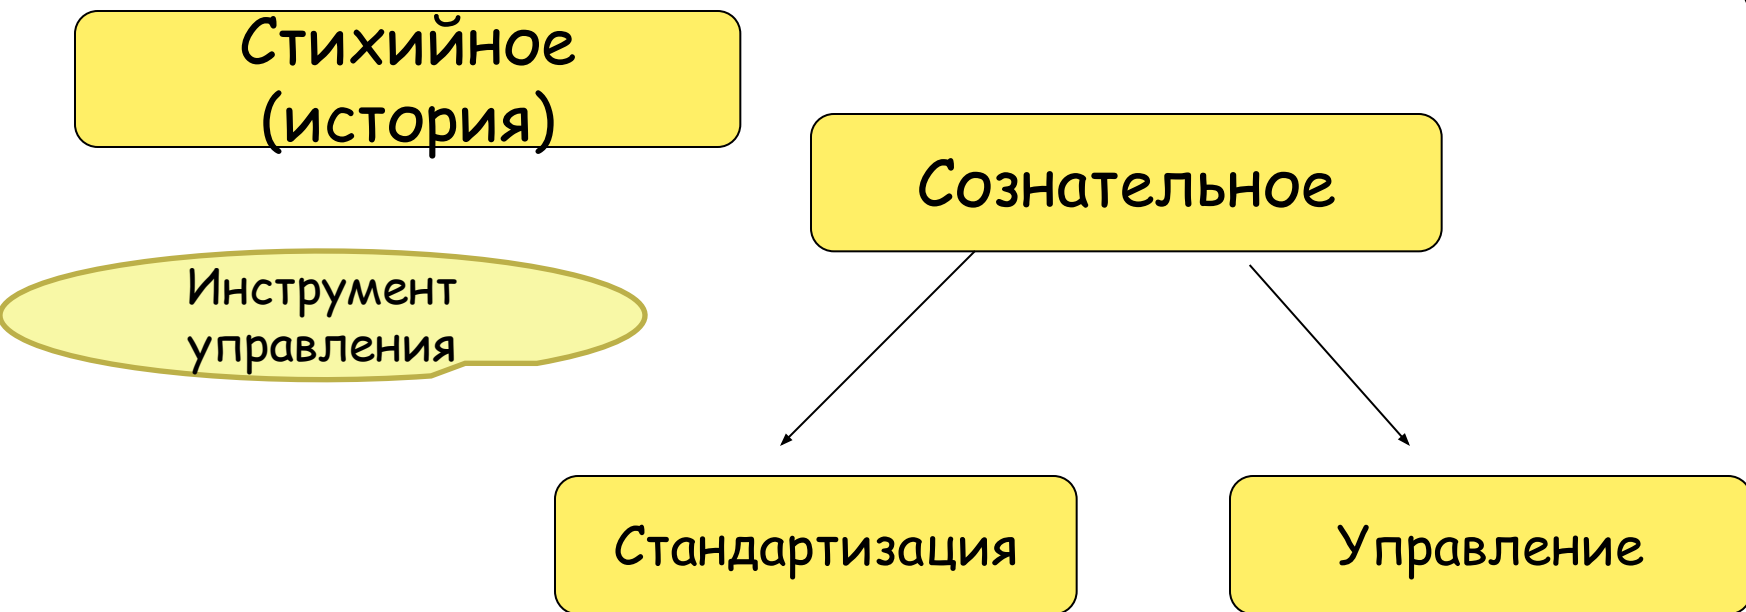 Стихийное
(история)
Сознательное
Инструмент
управления
Стандартизация
Управление